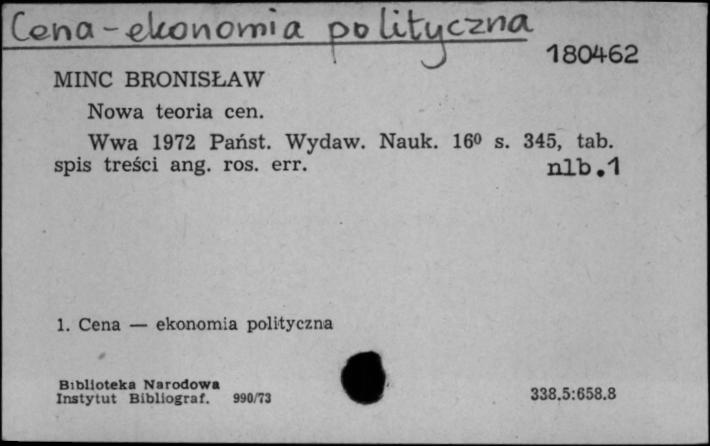 Cena - ekonomia polityczna
180462
MINC BRONISŁAW
Nowa teoria cen.
Wwa 1972 Państ. Wydaw. Nauk. 16⁰ s. 345, tab.
spis treści ang. ros. err. nlb.1
1. Cena — ekonomia polityczna
Biblioteka Narodowa
Instytut Bibliograf. 990/73
338.5:658.8